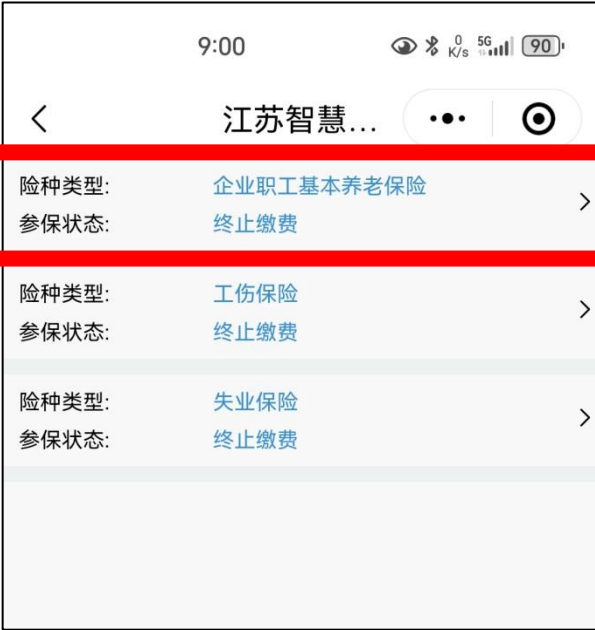 9:00
0
K/s
5G
90
江苏智慧...
险种类型: 企业职工基本养老保险
参保状态: 终止缴费
险种类型: 工伤保险
参保状态: 终止缴费
险种类型: 失业保险
参保状态: 终止缴费